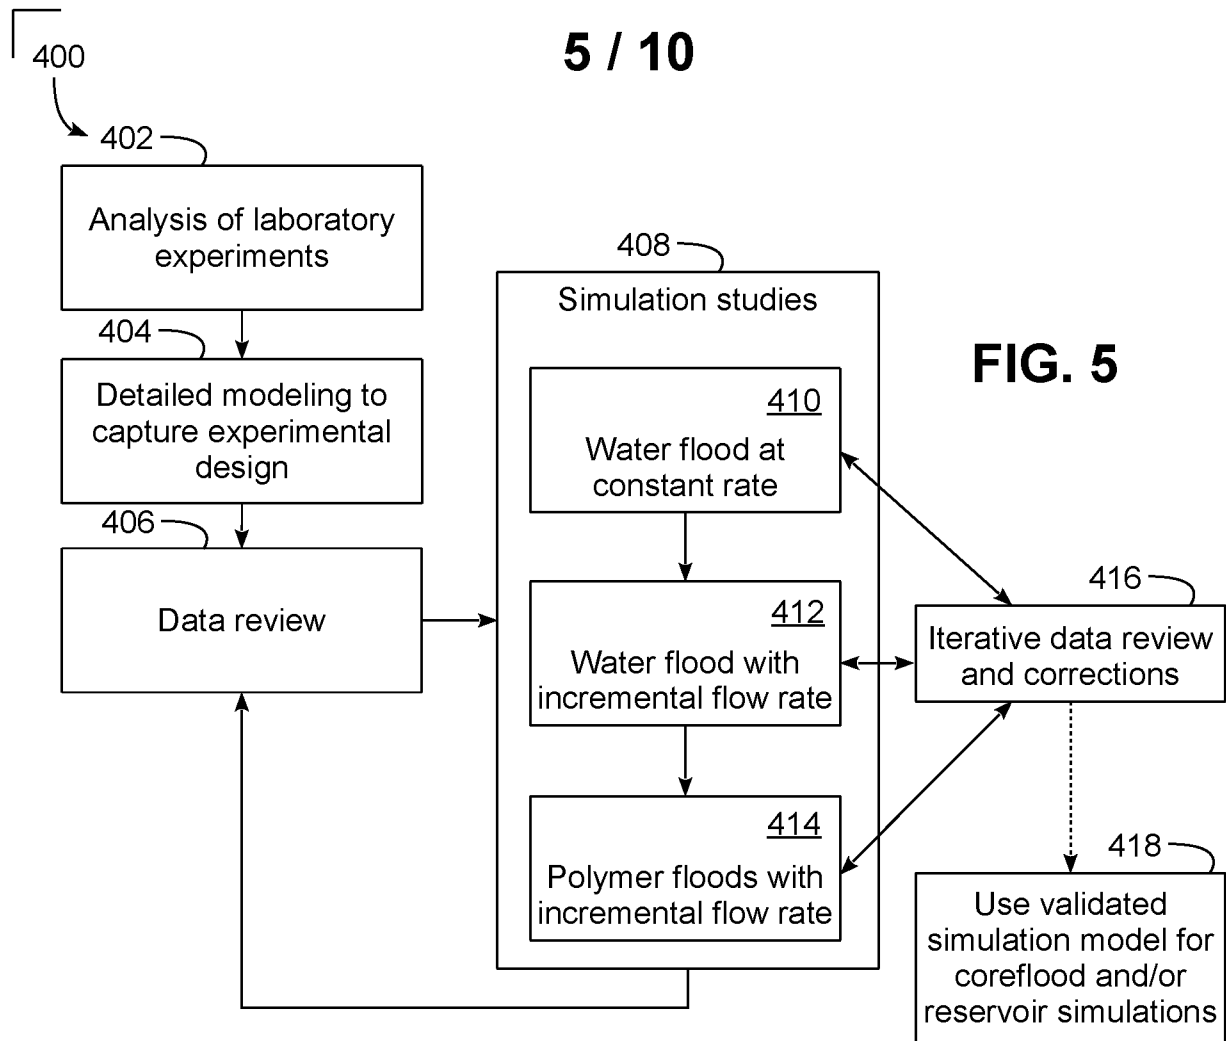 5 / 10
400
402
Analysis of laboratory
experiments
404
Detailed modeling to
capture experimental
design
406
Data review
408
Simulation studies
410
Water flood at
constant rate
412
Water flood with
incremental flow rate
414
Polymer floods with
incremental flow rate
FIG. 5
416
Iterative data review
and corrections
418
Use validated
simulation model for
coreflood and/or
reservoir simulations